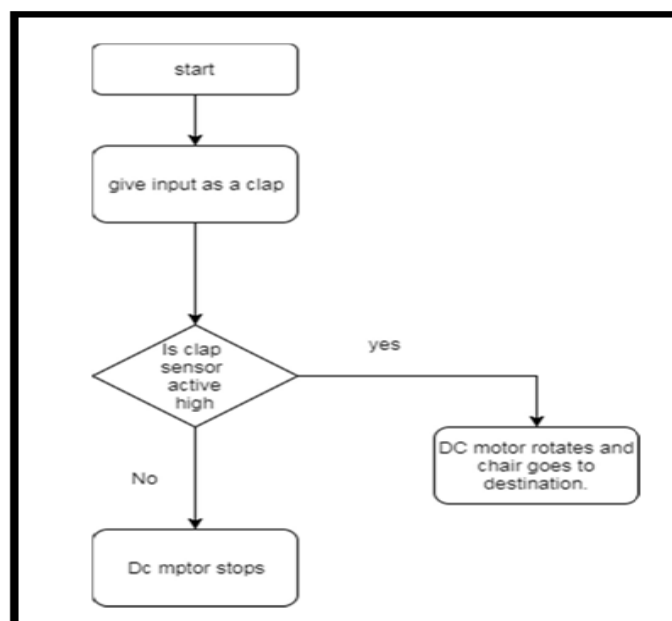 start
give input as a clap
Is clap
sensor
active
high
yes
DC motor rotates and
chair goes to
destination.
No
Dc mptor stops